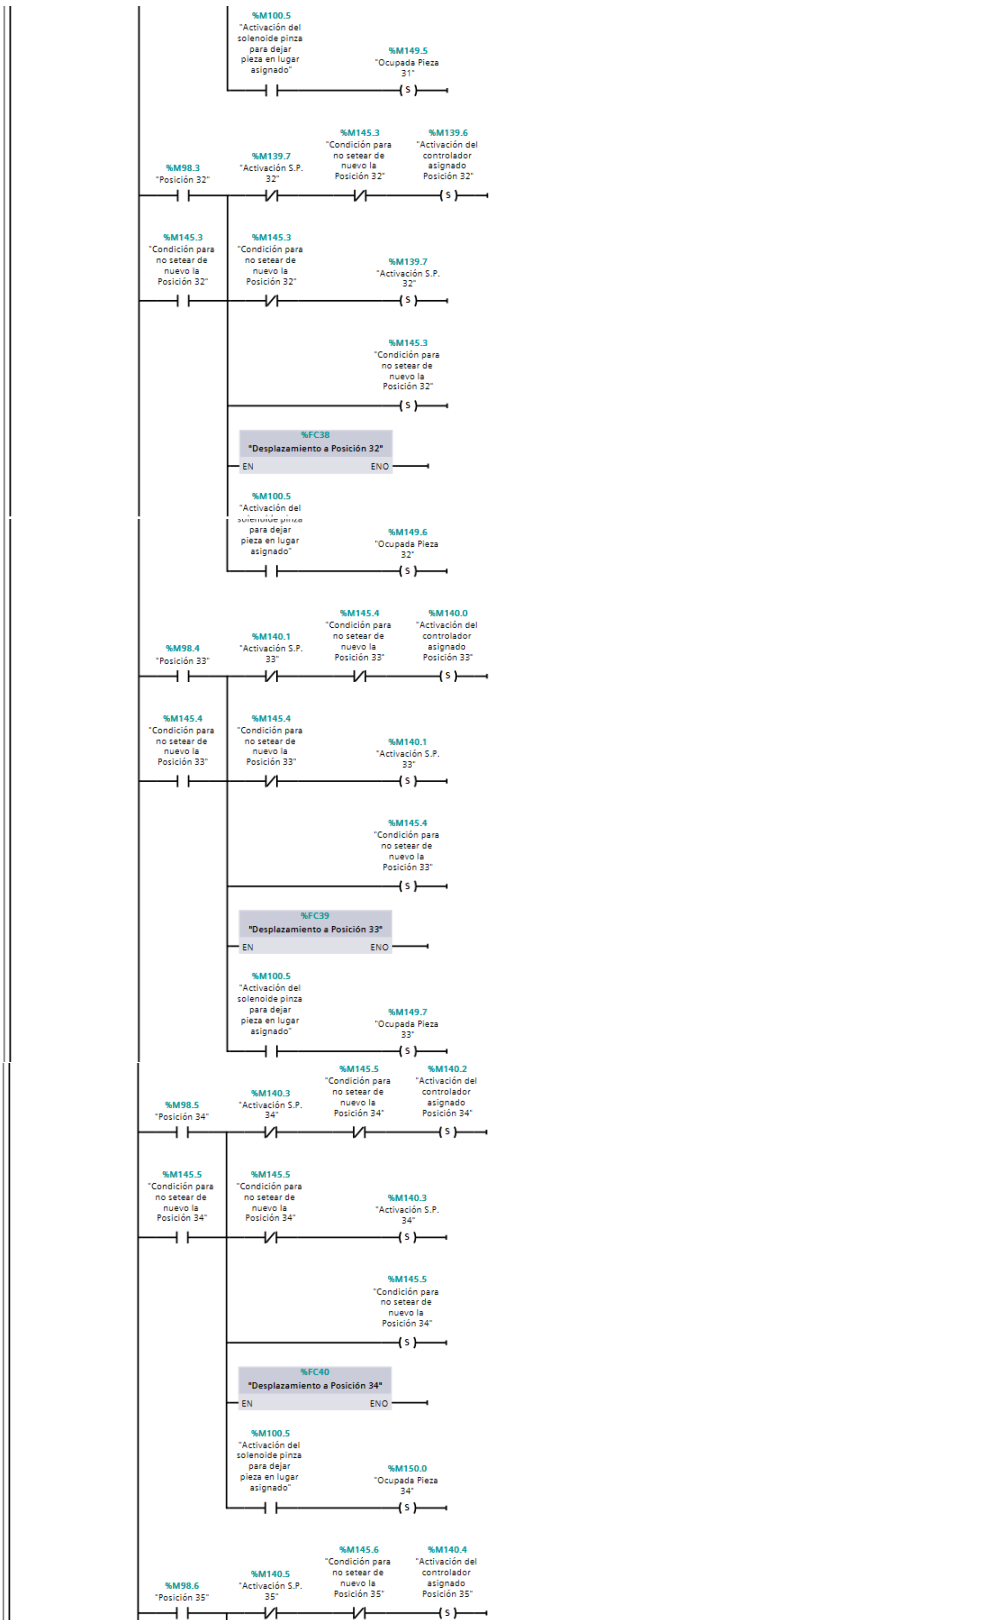 %M100.5
"Activación del
solenoide pinza
para dejar
pieza en lugar
asignado"
%M149.5
"Ocupada Pieza
31"
( S )
%M98.3
"Posición 32"
%M139.7
"Activación S.P.
32"
%M145.3
"Condición para
no setear de
nuevo la
Posición 32"
%M139.6
"Activación del
controlador
asignado
Posición 32"
( S )
%M145.3
"Condición para
no setear de
nuevo la
Posición 32"
%M145.3
"Condición para
no setear de
nuevo la
Posición 32"
%M139.7
"Activación S.P.
32"
( S )
%M145.3
"Condición para
no setear de
nuevo la
Posición 32"
( S )
%FC38
"Desplazamiento a Posición 32"
EN ENO
%M100.5
"Activación del
solenoide pinza
para dejar
pieza en lugar
asignado"
%M149.6
"Ocupada Pieza
32"
( S )
%M98.4
"Posición 33"
%M140.1
"Activación S.P.
33"
%M145.4
"Condición para
no setear de
nuevo la
Posición 33"
%M140.0
"Activación del
controlador
asignado
Posición 33"
( S )
%M145.4
"Condición para
no setear de
nuevo la
Posición 33"
%M145.4
"Condición para
no setear de
nuevo la
Posición 33"
%M140.1
"Activación S.P.
33"
( S )
%M145.4
"Condición para
no setear de
nuevo la
Posición 33"
( S )
%FC39
"Desplazamiento a Posición 33"
EN ENO
%M100.5
"Activación del
solenoide pinza
para dejar
pieza en lugar
asignado"
%M149.7
"Ocupada Pieza
33"
( S )
%M98.5
"Posición 34"
%M140.3
"Activación S.P.
34"
%M145.5
"Condición para
no setear de
nuevo la
Posición 34"
%M140.2
"Activación del
controlador
asignado
Posición 34"
( S )
%M145.5
"Condición para
no setear de
nuevo la
Posición 34"
%M145.5
"Condición para
no setear de
nuevo la
Posición 34"
%M140.3
"Activación S.P.
34"
( S )
%M145.5
"Condición para
no setear de
nuevo la
Posición 34"
( S )
%FC40
"Desplazamiento a Posición 34"
EN ENO
%M100.5
"Activación del
solenoide pinza
para dejar
pieza en lugar
asignado"
%M150.0
"Ocupada Pieza
34"
( S )
%M98.6
"Posición 35"
%M140.5
"Activación S.P.
35"
%M145.6
"Condición para
no setear de
nuevo la
Posición 35"
%M140.4
"Activación del
controlador
asignado
Posición 35"
( S )